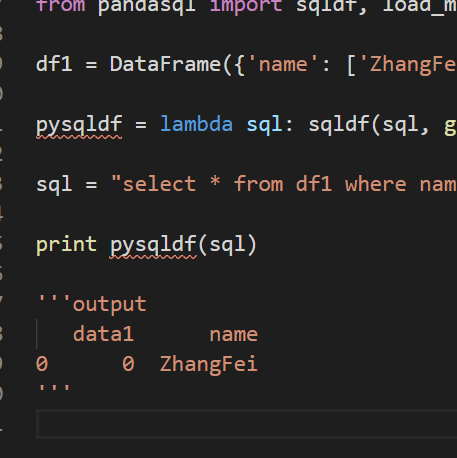 from pandasql import sqldf, load_m
df1 = DataFrame({'name': ['ZhangFe
pysqldf = lambda sql: sqldf(sql, g
sql = "select * from df1 where nam
print pysqldf(sql)
'''output
data1 name
0 0 ZhangFei
'''